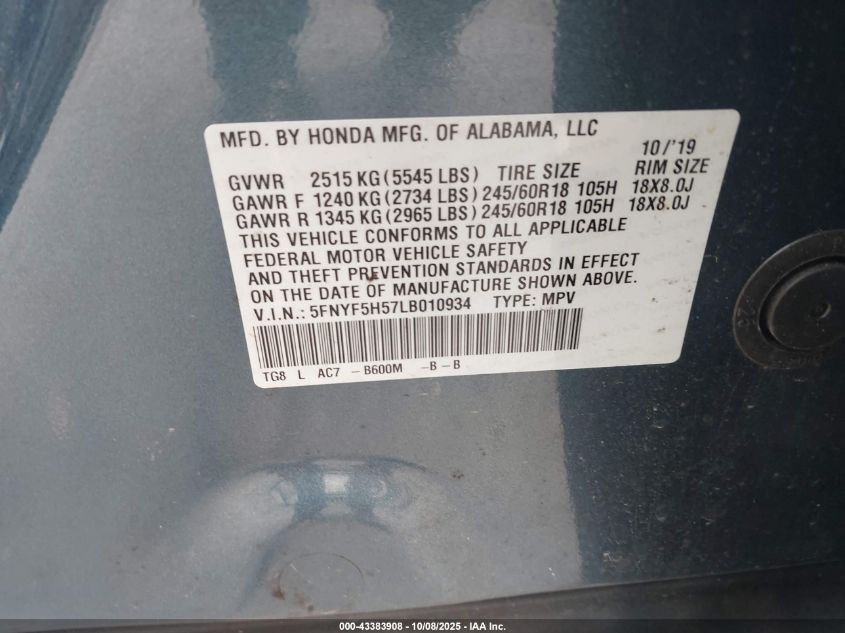 MFD. BY HONDA MFG. OF ALABAMA, LLC
10/'19
GVWR 2515 KG (5545 LBS) TIRE SIZE RIM SIZE
GAWR F 1240 KG (2734 LBS) 245/60R18 105H 18X8.0J
GAWR R 1345 KG (2965 LBS) 245/60R18 105H 18X8.0J
THIS VEHICLE CONFORMS TO ALL APPLICABLE
FEDERAL MOTOR VEHICLE SAFETY
AND THEFT PREVENTION STANDARDS IN EFFECT
ON THE DATE OF MANUFACTURE SHOWN ABOVE.
V.I.N.: 5FNYF5H57LB010934 TYPE: MPV
TG8 L AC7 -B600M -B-B
000-43383908 - 10/08/2025 - IAA Inc.